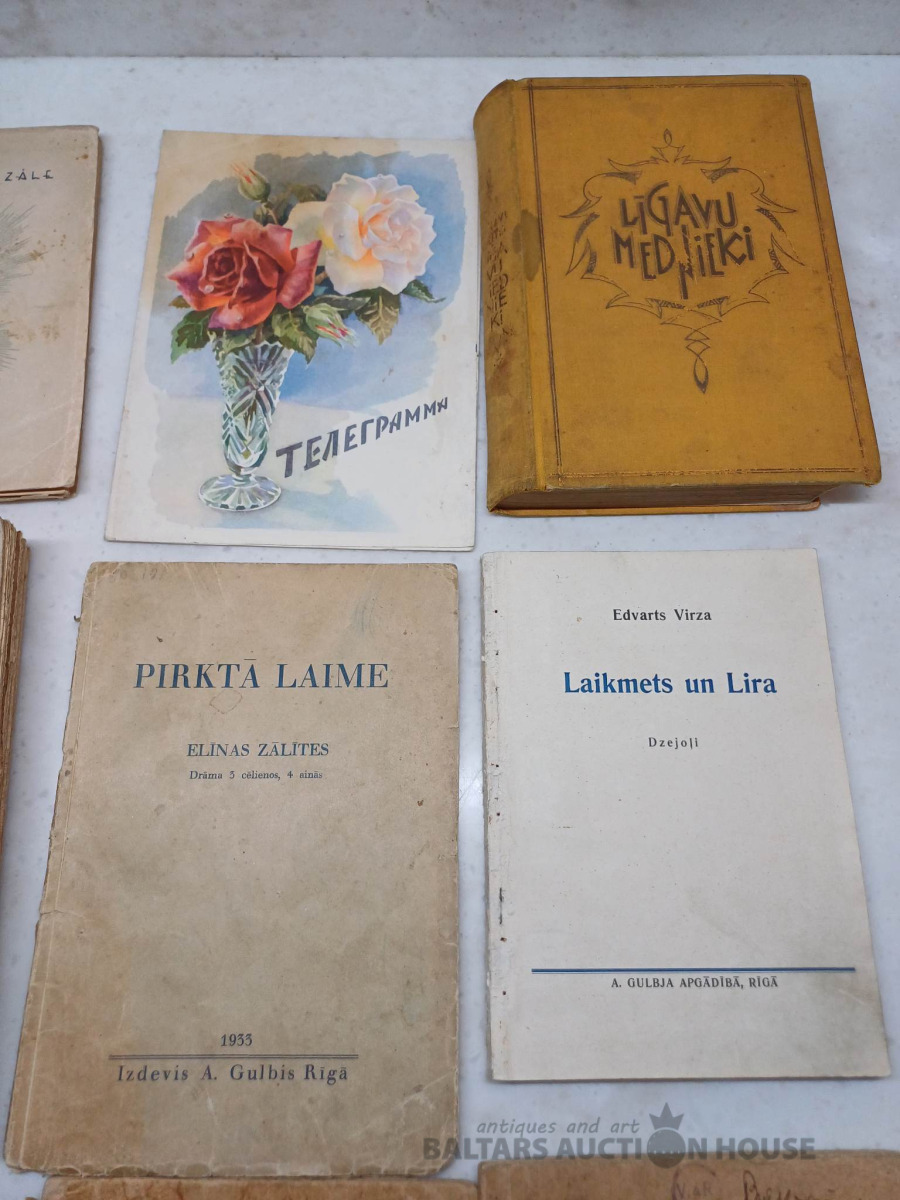 ZĀLE
ТЕЛЕГРАММА
LĪGAVU
MEDNIEKI
PIRKTĀ LAIME
ELĪNAS ZĀLĪTES
Drāma 3 cēlienos, 4 ainās
1933
Izdevis A. Gulbis Rīgā
Edvarts Virza
Laikmets un Lira
Dzejoļi
A. GULBJA APGĀDĪBĀ, RĪGĀ
antiques and art
BALTARS AUCTION HOUSE